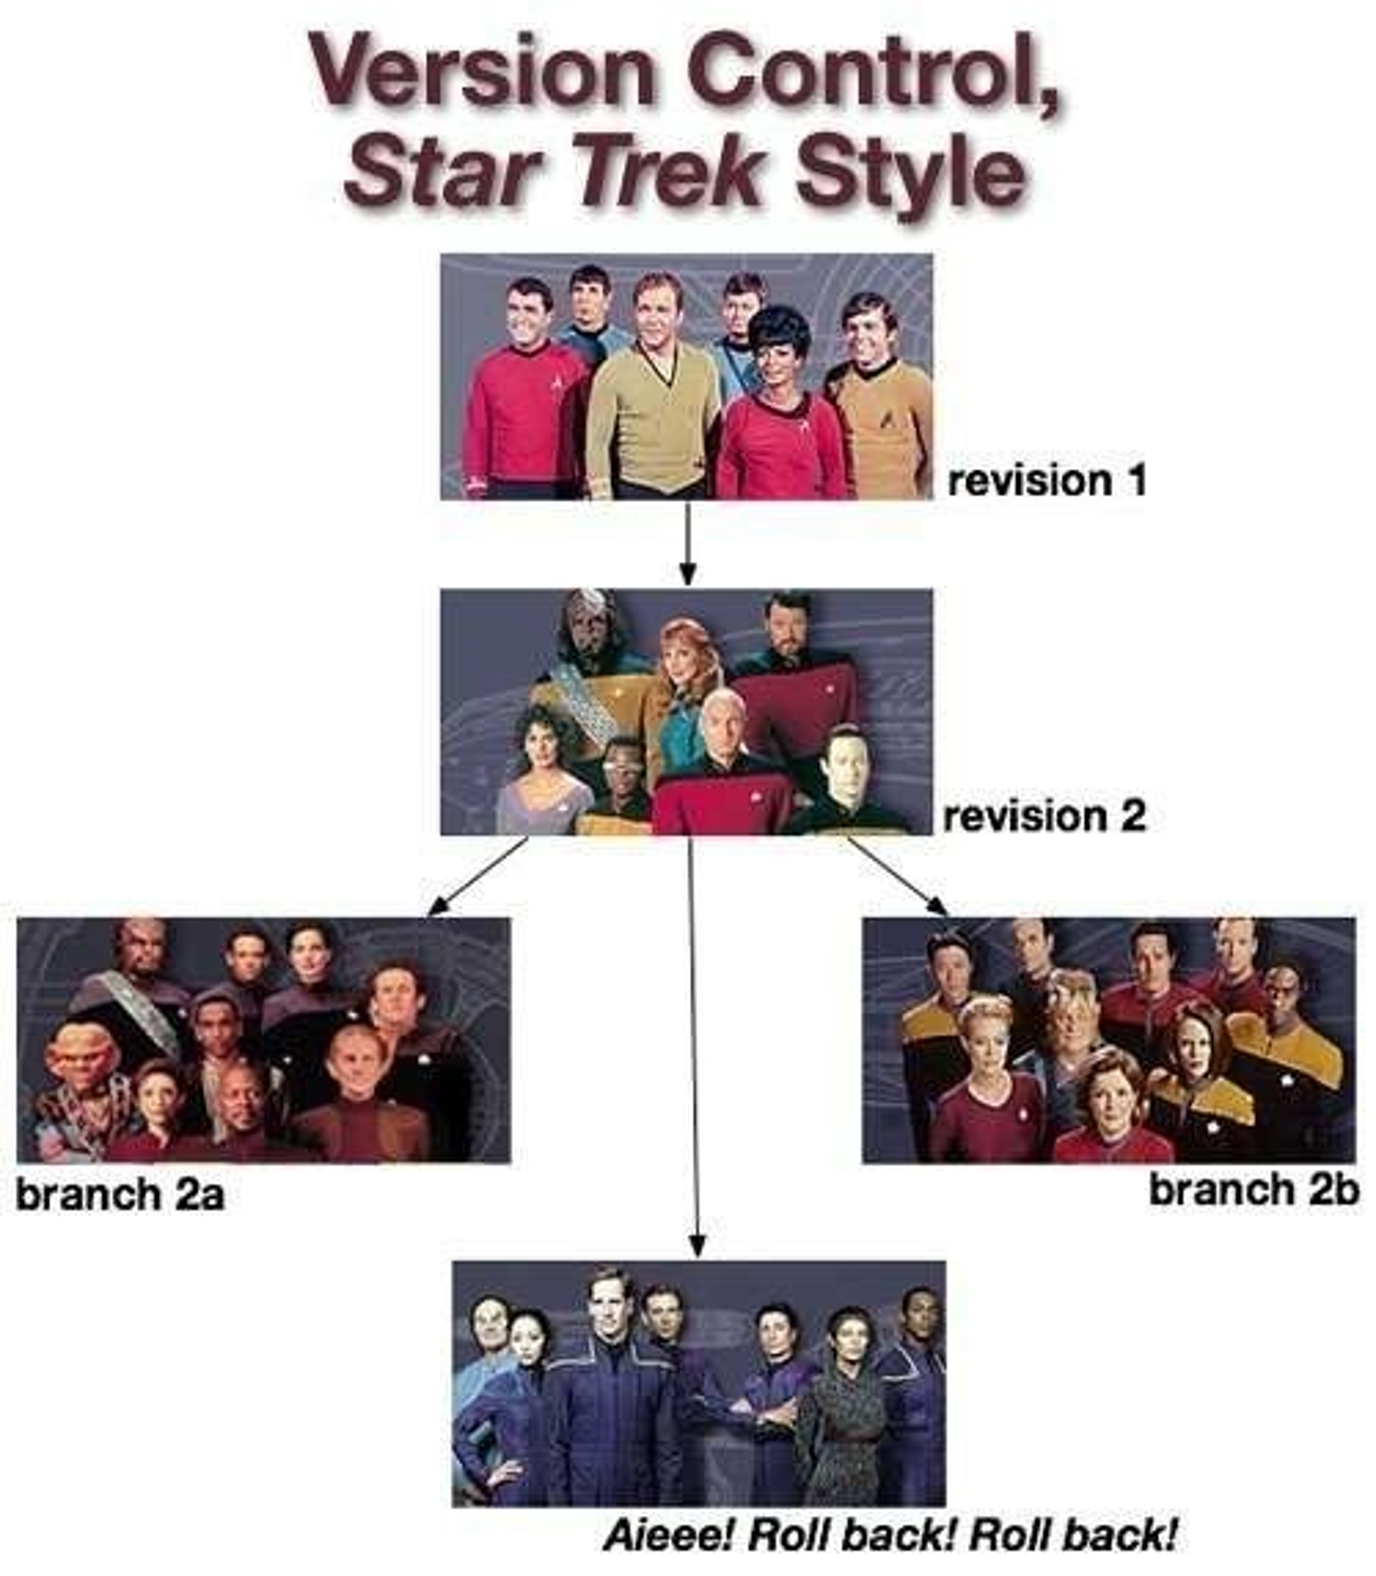 Version Control,
Star Trek Style
revision 1
revision 2
branch 2a
branch 2b
Aieee! Roll back! Roll back!